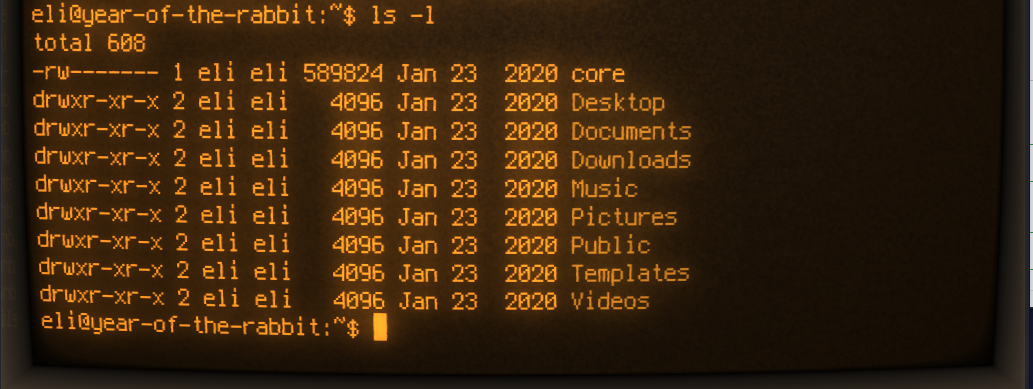 eli@year-of-the-rabbit:~$ ls -l
total 608
-rw------- 1 eli eli 589824 Jan 23  2020 core
drwxr-xr-x 2 eli eli   4096 Jan 23  2020 Desktop
drwxr-xr-x 2 eli eli   4096 Jan 23  2020 Documents
drwxr-xr-x 2 eli eli   4096 Jan 23  2020 Downloads
drwxr-xr-x 2 eli eli   4096 Jan 23  2020 Music
drwxr-xr-x 2 eli eli   4096 Jan 23  2020 Pictures
drwxr-xr-x 2 eli eli   4096 Jan 23  2020 Public
drwxr-xr-x 2 eli eli   4096 Jan 23  2020 Templates
drwxr-xr-x 2 eli eli   4096 Jan 23  2020 Videos
eli@year-of-the-rabbit:~$